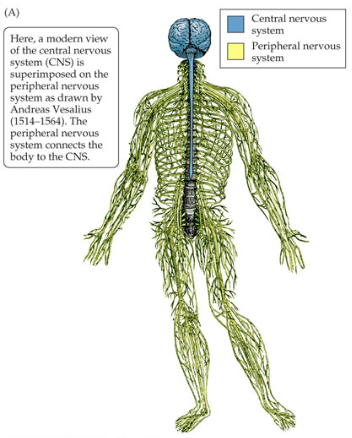 (A)
Here, a modern view
of the central nervous
system (CNS) is
superimposed on the
peripheral nervous
system as drawn by
Andreas Vesalius
(1514–1564). The
peripheral nervous
system connects the
body to the CNS.
Central nervous
system
Peripheral nervous
system